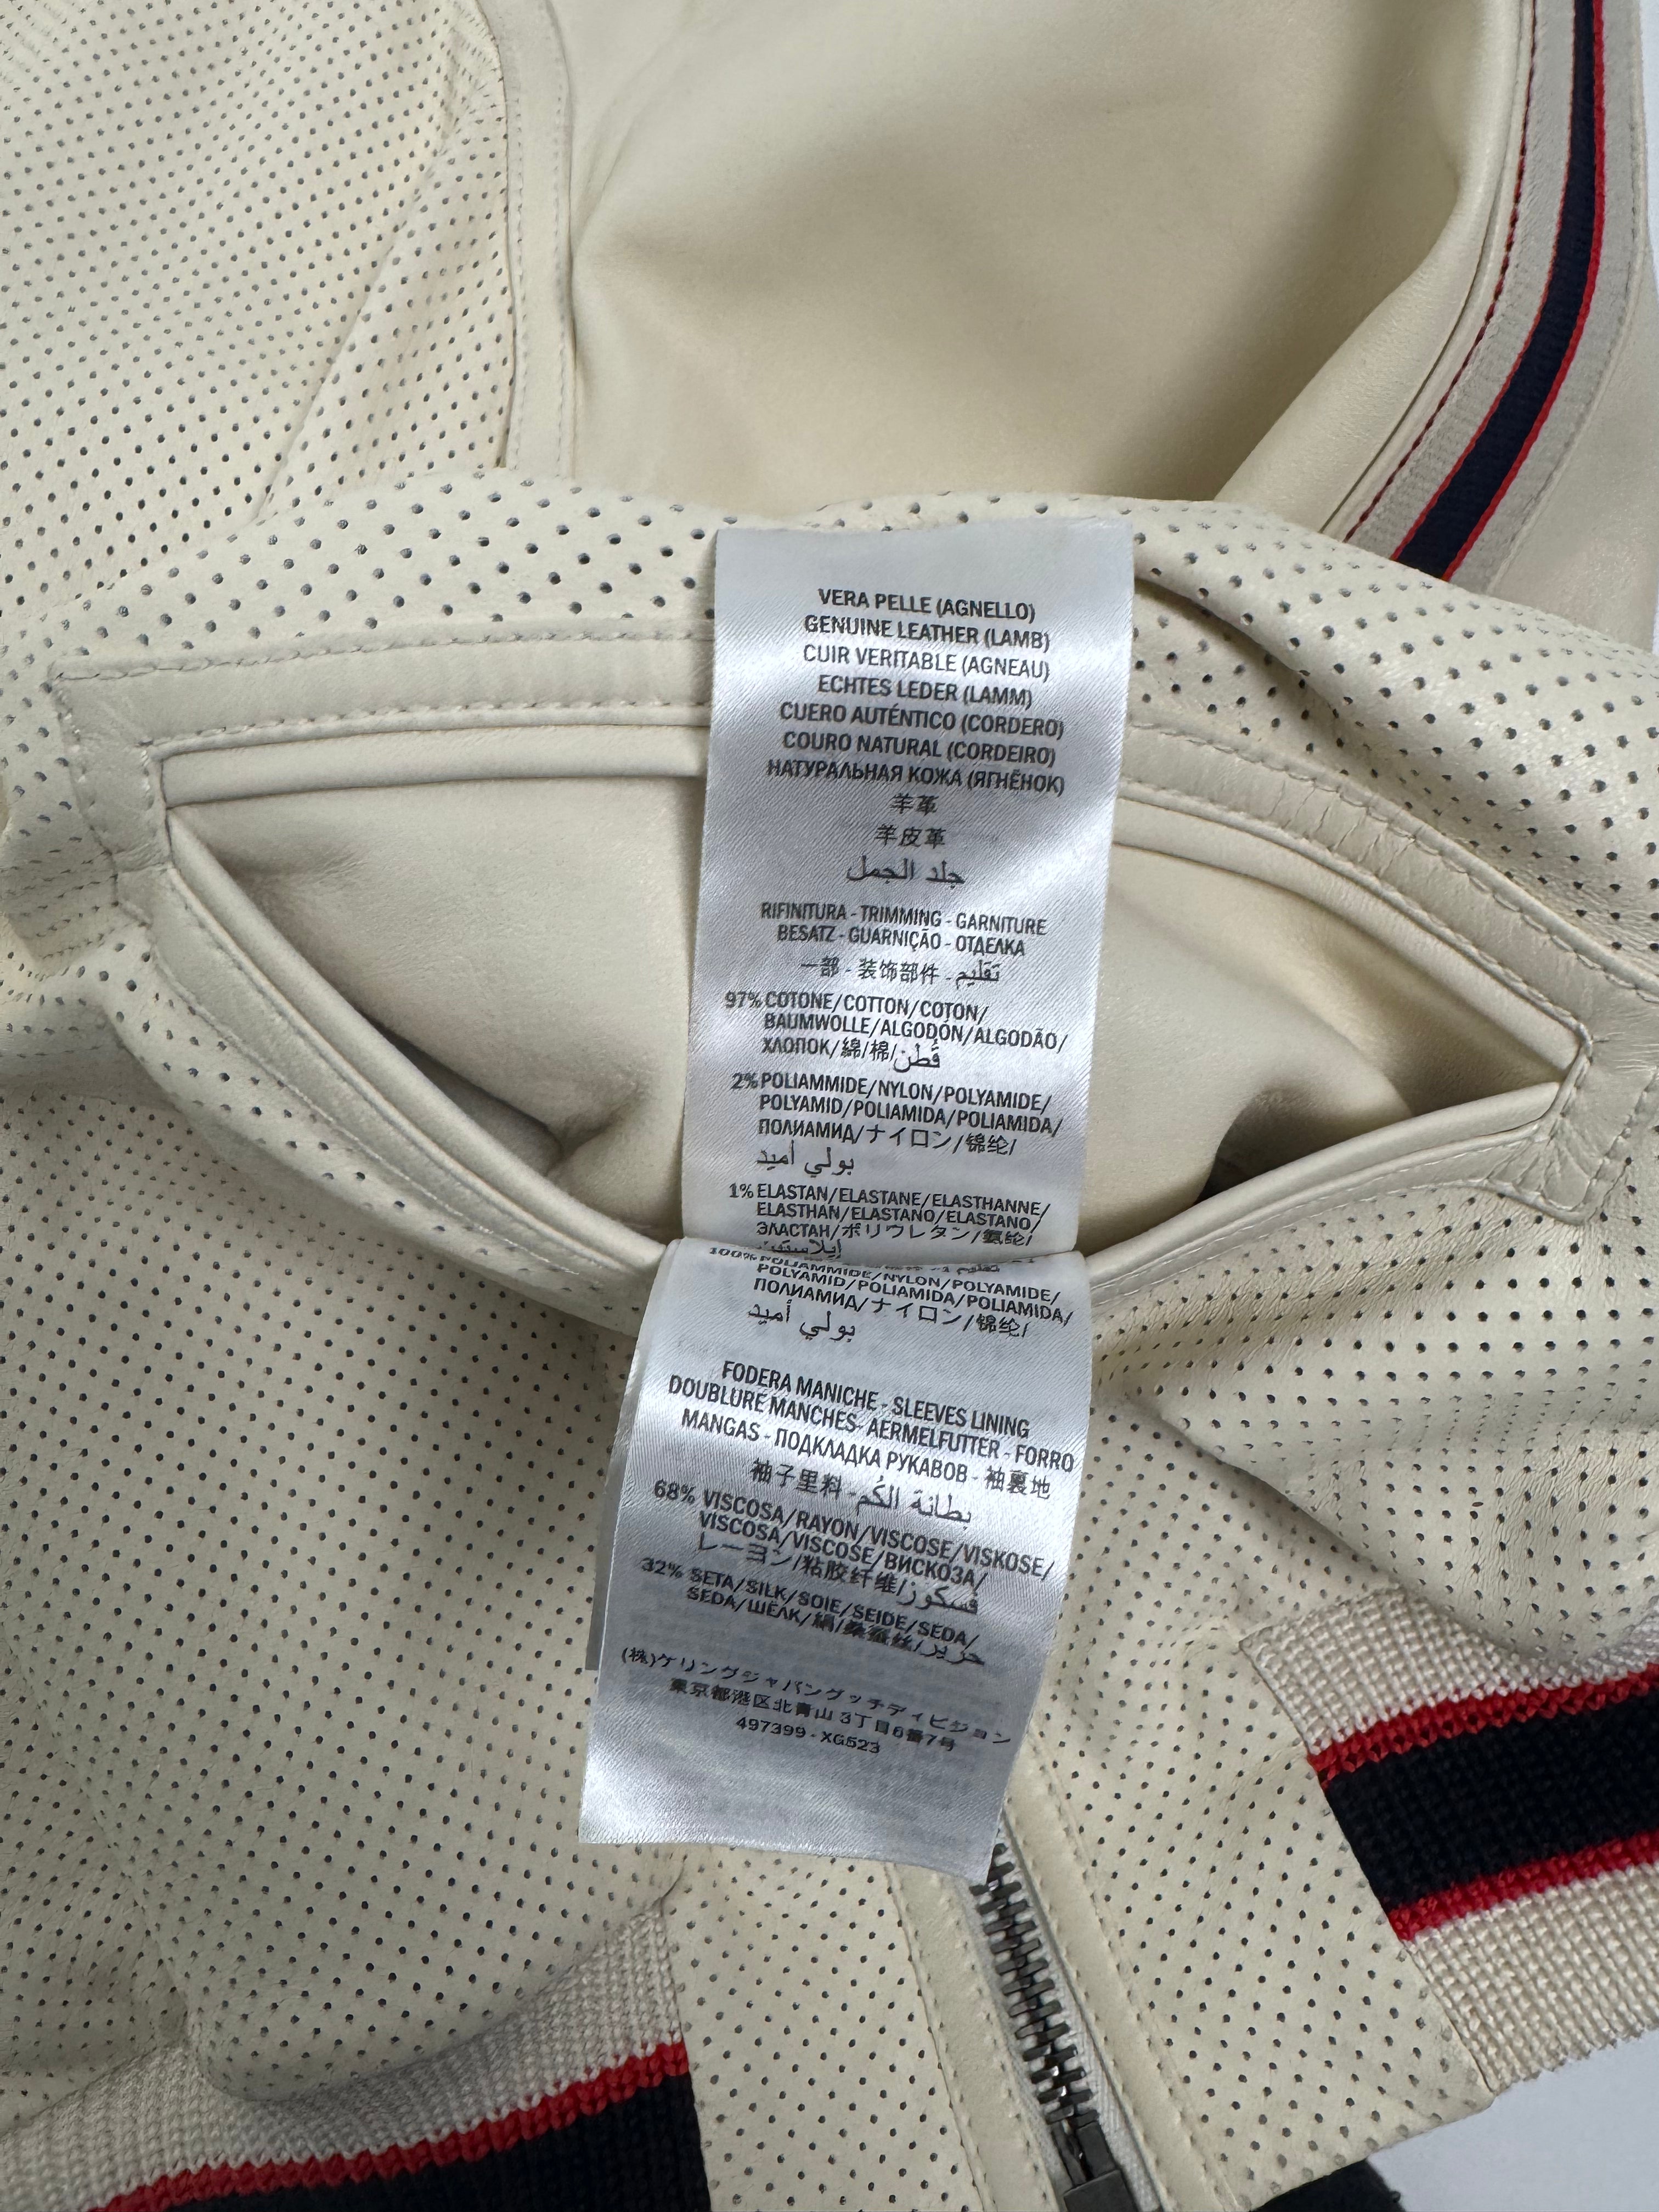 VERA PELLE (AGNELLO)
GENUINE LEATHER (LAMB)
CUIR VERITABLE (AGNEAU)
ECHTES LEDER (LAMM)
CUERO AUTÉNTICO (CORDERO)
COURO NATURAL (CORDEIRO)
НАТУРАЛЬНАЯ КОЖА (ЯГНЁНОК)
羊革
羊皮革
جلد الجمل
RIFINITURA - TRIMMING - GARNITURE
BESATZ - GUARNIÇÃO - ОТДЕЛКА
一部 - 装饰部件 - تقليم
97% COTONE/COTTON/COTON/
BAUMWOLLE/ALGODÓN/ALGODÃO/
ХЛОПОК/綿/棉/قُطن
2% POLIAMMIDE/NYLON/POLYAMIDE/
POLYAMID/POLIAMIDA/POLIAMIDA/
ПОЛИАМИД/ナイロン/锦纶/
بولي أميد
1% ELASTAN/ELASTANE/ELASTHANNE/
ELASTHAN/ELASTANO/ELASTANO/
ЭЛАСТАН/ポリウレタン/氨纶/
إيلاستين
100% POLIAMMIDE/NYLON/POLYAMIDE/
POLYAMID/POLIAMIDA/POLIAMIDA/
ПОЛИАМИД/ナイロン/锦纶/
بولي أميد
FODERA MANICHE - SLEEVES LINING
DOUBLURE MANCHES- AERMELFUTTER - FORRO
MANGAS - ПОДКЛАДКА РУКАВОВ - 袖裏地
袖子里料 - بطانة الكُم
68% VISCOSA/RAYON/VISCOSE/VISKOSE/
VISCOSA/VISCOSE/ВИСКОЗА/
レーヨン/粘胶纤维/فسكوز
32% SETA/SILK/SOIE/SEIDE/SEDA/
SEDA/ШЁЛК/絹/桑蚕丝/حرير
(株)ケリングジャパングッチディビジョン
東京都港区北青山 3丁目6番7号
497399 - XG523